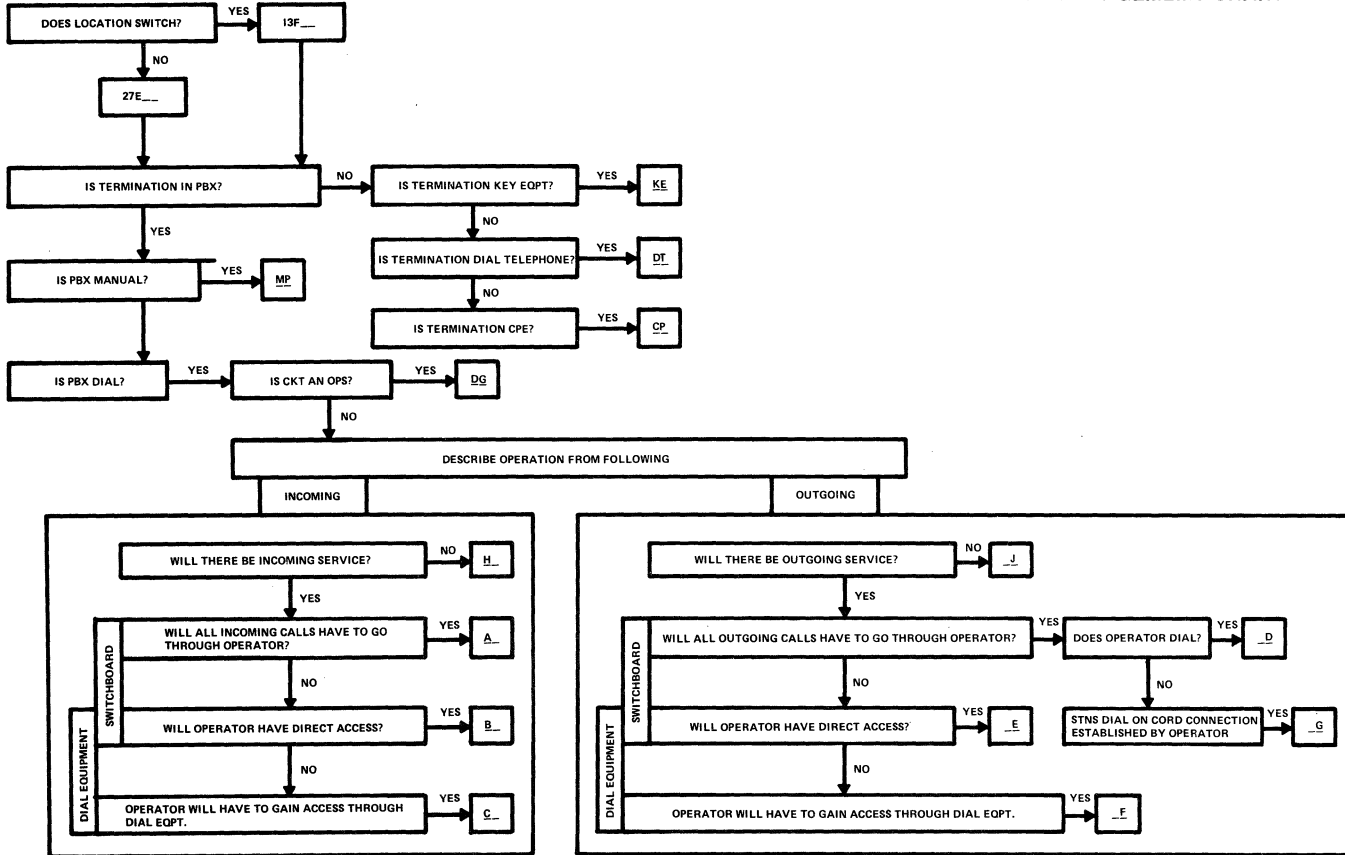 DOES LOCATION SWITCH?
YES
13F__
NO
27E__
IS TERMINATION IN PBX?
NO
IS TERMINATION KEY EQPT?
YES
KE
YES
NO
IS TERMINATION DIAL TELEPHONE?
YES
DT
IS PBX MANUAL?
YES
MP
NO
IS TERMINATION CPE?
YES
CP
IS PBX DIAL?
YES
IS CKT AN OPS?
YES
DG
NO
DESCRIBE OPERATION FROM FOLLOWING
INCOMING
OUTGOING
WILL THERE BE INCOMING SERVICE?
NO
H_
YES
SWITCHBOARD
WILL ALL INCOMING CALLS HAVE TO GO
THROUGH OPERATOR?
YES
A_
NO
DIAL EQUIPMENT
WILL OPERATOR HAVE DIRECT ACCESS?
YES
B_
NO
OPERATOR WILL HAVE TO GAIN ACCESS THROUGH
DIAL EQPT.
YES
C_
WILL THERE BE OUTGOING SERVICE?
NO
_J
YES
SWITCHBOARD
WILL ALL OUTGOING CALLS HAVE TO GO THROUGH OPERATOR?
YES
DOES OPERATOR DIAL?
YES
_D
NO
NO
DIAL EQUIPMENT
WILL OPERATOR HAVE DIRECT ACCESS?
YES
_E
STNS DIAL ON CORD CONNECTION
ESTABLISHED BY OPERATOR
YES
_G
NO
OPERATOR WILL HAVE TO GAIN ACCESS THROUGH DIAL EQPT.
YES
_F